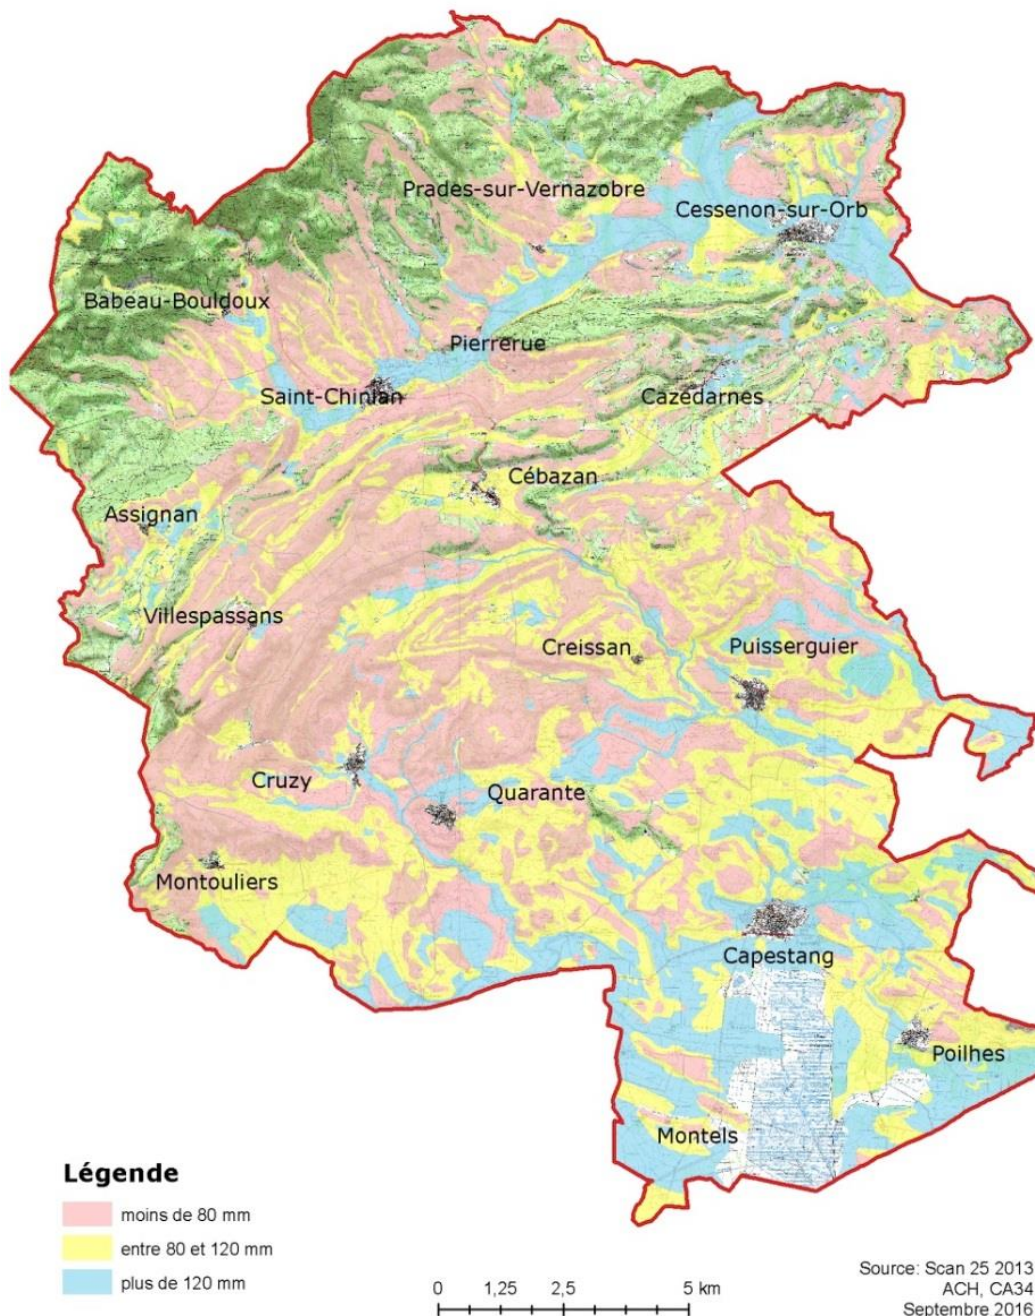 Prades-sur-Vernazobre
Cessenon-sur-Orb
Babeau-Bouldoux
Pierrerue
Saint-Chinian
Cazedarnes
Cébazan
Assignan
Villespassans
Creissan
Puisserguier
Cruzy
Quarante
Montouliers
Capestang
Poilhes
Montels
Légende
moins de 80 mm
entre 80 et 120 mm
plus de 120 mm
0 1,25 2,5 5 km
Source: Scan 25 2013
ACH, CA34
Septembre 2016